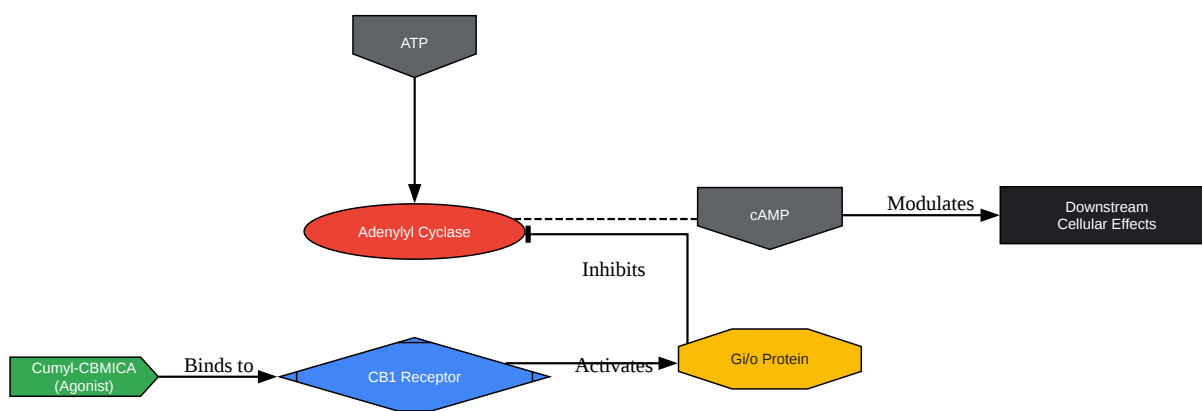 ATP
Adenylyl Cyclase
cAMP
Modulates
Downstream
Cellular Effects
Inhibits
Cumyl-CBMICA
(Agonist)
Binds to
CB1 Receptor
Activates
Gi/o Protein